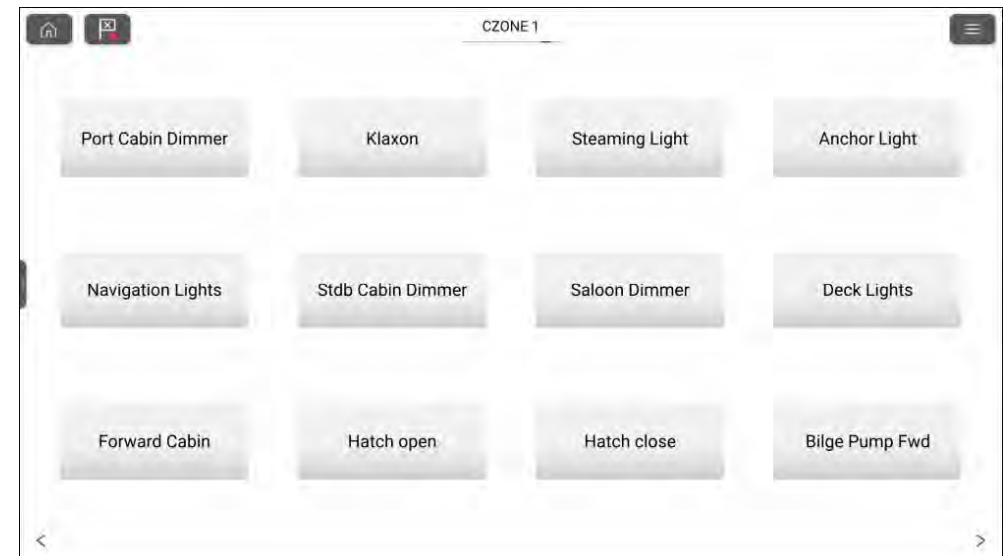 CZONE 1
Port Cabin Dimmer
Klaxon
Steaming Light
Anchor Light
Navigation Lights
Stdb Cabin Dimmer
Saloon Dimmer
Deck Lights
Forward Cabin
Hatch open
Hatch close
Bilge Pump Fwd